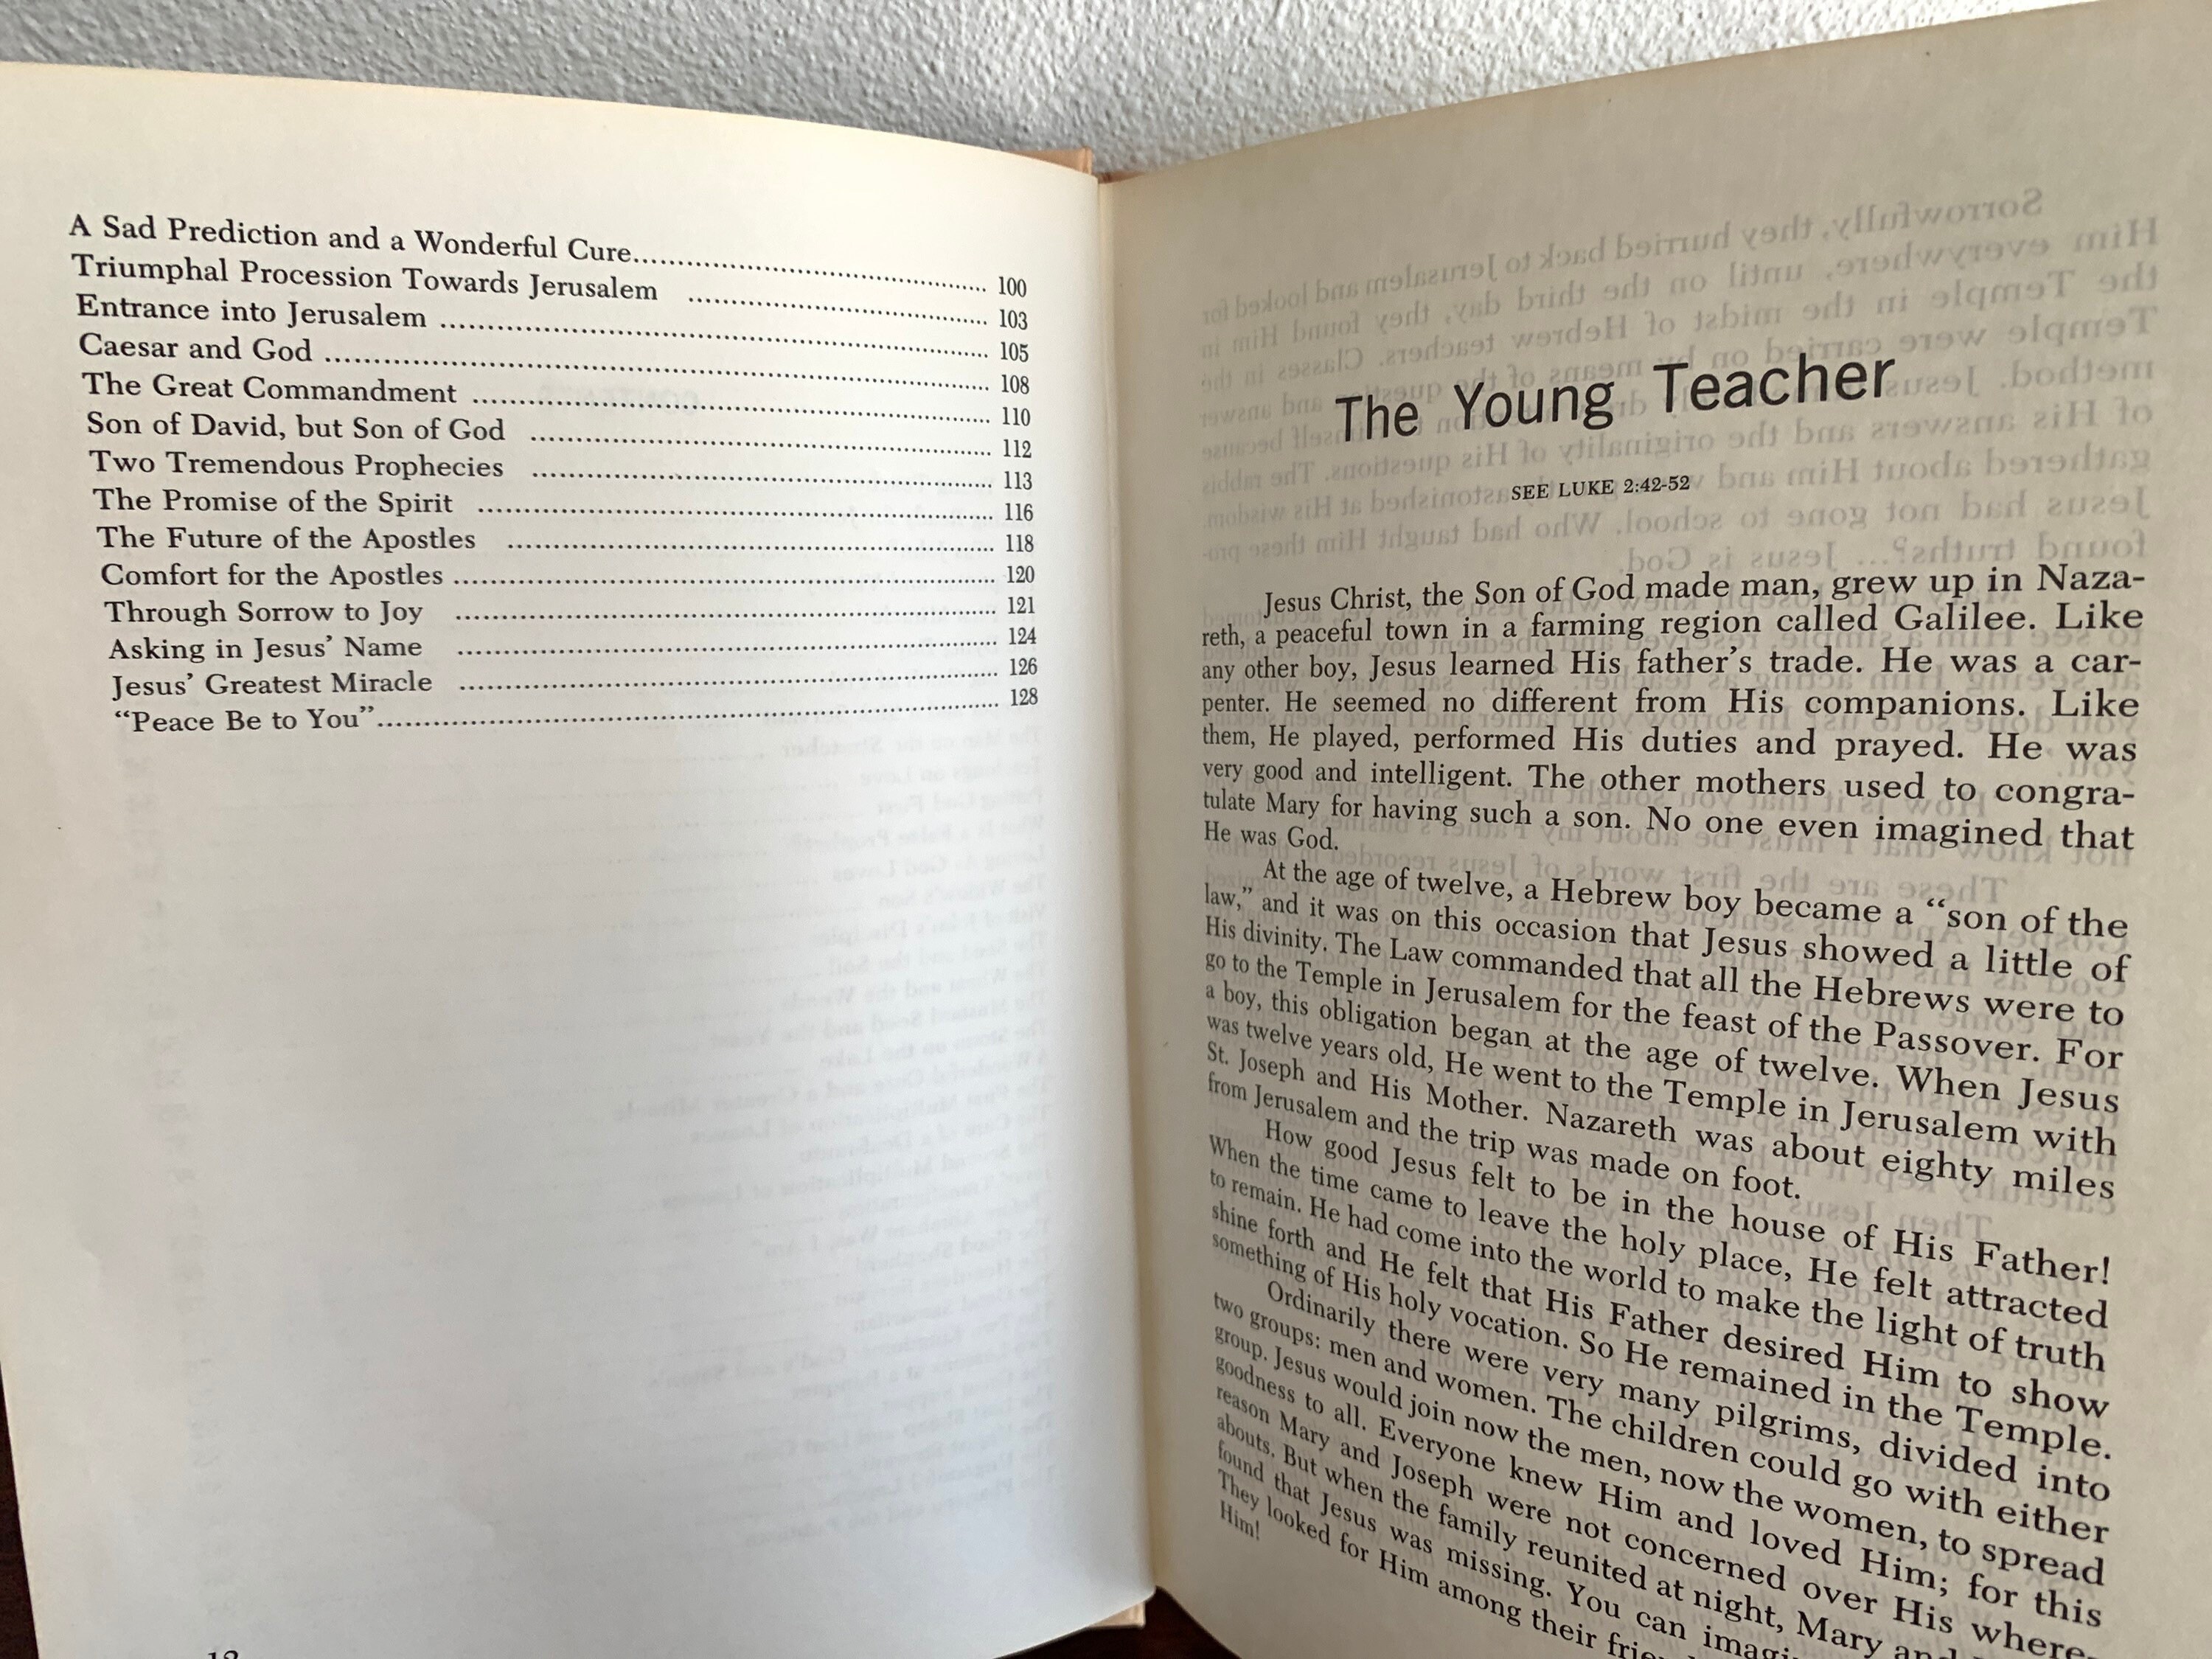 A Sad Prediction and a Wonderful Cure........ 100
Triumphal Procession Towards Jerusalem ........ 103
Entrance into Jerusalem ........ 105
Caesar and God ........ 108
The Great Commandment ........ 110
Son of David, but Son of God ........ 112
Two Tremendous Prophecies ........ 113
The Promise of the Spirit ........ 116
The Future of the Apostles ........ 118
Comfort for the Apostles ........ 120
Through Sorrow to Joy ........ 121
Asking in Jesus' Name ........ 124
Jesus' Greatest Miracle ........ 126
“Peace Be to You”........ 128
The Young Teacher
SEE LUKE 2:42-52
Jesus Christ, the Son of God made man, grew up in Naza-
reth, a peaceful town in a farming region called Galilee. Like
any other boy, Jesus learned His father's trade. He was a car-
penter. He seemed no different from His companions. Like
them, He played, performed His duties and prayed. He was
very good and intelligent. The other mothers used to congra-
tulate Mary for having such a son. No one even imagined that
He was God.
At the age of twelve, a Hebrew boy became a “son of the
law,” and it was on this occasion that Jesus showed a little of
His divinity. The Law commanded that all the Hebrews were to
go to the Temple in Jerusalem for the feast of the Passover. For
a boy, this obligation began at the age of twelve. When Jesus
was twelve years old, He went to the Temple in Jerusalem with
St. Joseph and His Mother. Nazareth was about eighty miles
from Jerusalem and the trip was made on foot.
How good Jesus felt to be in the house of His Father!
When the time came to leave the holy place, He felt attracted
to remain. He had come into the world to make the light of truth
shine forth and He felt that His Father desired Him to show
something of His holy vocation. So He remained in the Temple.
Ordinarily there were very many pilgrims, divided into
two groups: men and women. The children could go with either
group. Jesus would join now the men, now the women, to spread
goodness to all. Everyone knew Him and loved Him; for this
reason Mary and Joseph were not concerned over His where-
abouts. But when the family reunited at night, Mary and
found that Jesus was missing. You can
They looked for Him among their
Him!